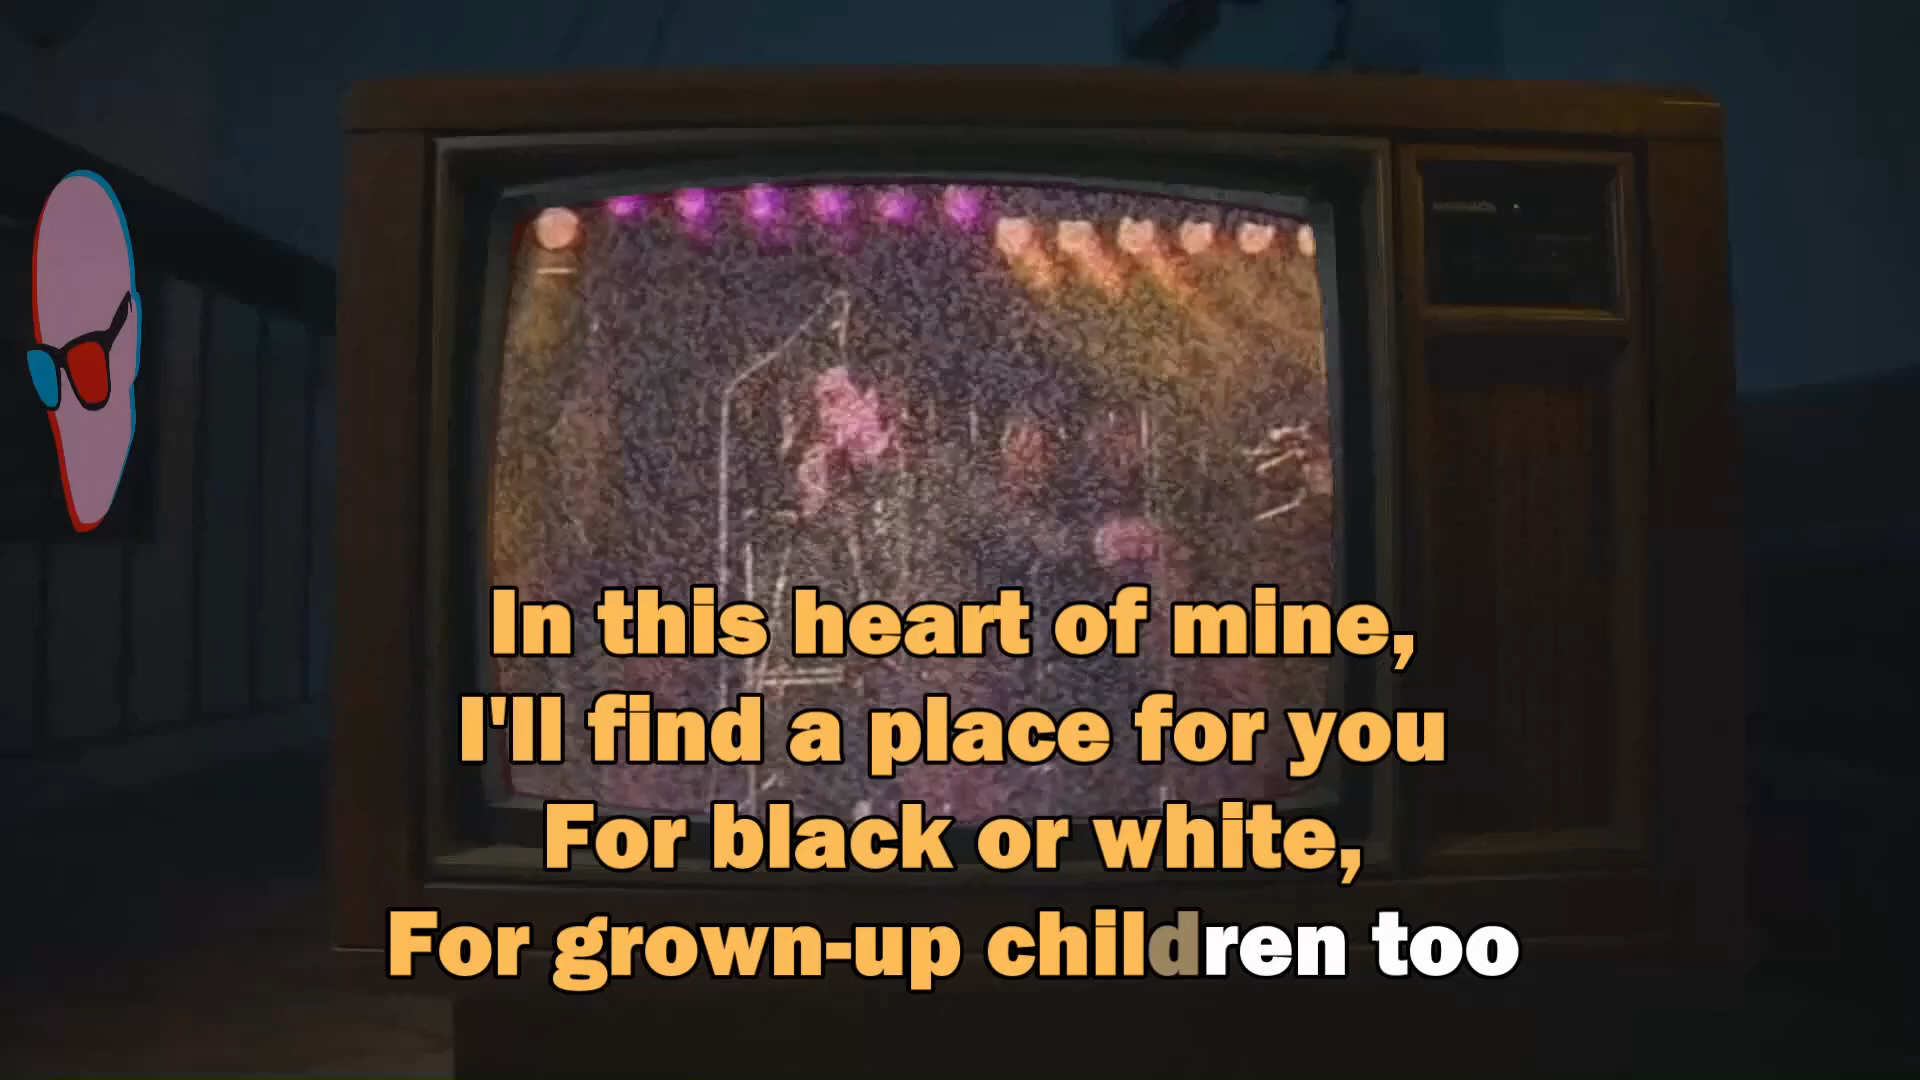 In this heart of mine,
I'll find a place for you
For black or white,
For grown-up children too